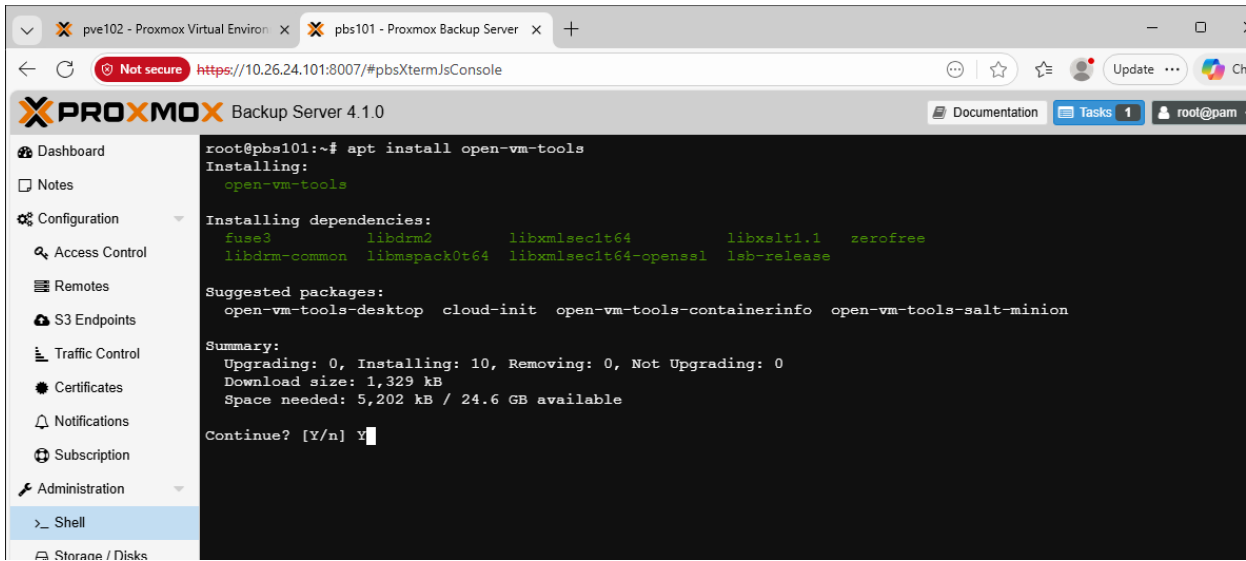 pve102 - Proxmox Virtual Environ
pbs101 - Proxmox Backup Server
Not secure https://10.26.24.101:8007/#pbsXtermJsConsole
Update
Ch
PROXMOX Backup Server 4.1.0
Documentation
Tasks 1
root@pam
Dashboard
Notes
Configuration
Access Control
Remotes
S3 Endpoints
Traffic Control
Certificates
Notifications
Subscription
Administration
Shell
Storage / Disks
root@pbs101:~# apt install open-vm-tools
Installing:
open-vm-tools
Installing dependencies:
fuse3 libdrm2 libxmlsec1t64 libxslt1.1 zerofree
libdrm-common libmspack0t64 libxmlsec1t64-openssl lsb-release
Suggested packages:
open-vm-tools-desktop cloud-init open-vm-tools-containerinfo open-vm-tools-salt-minion
Summary:
Upgrading: 0, Installing: 10, Removing: 0, Not Upgrading: 0
Download size: 1,329 kB
Space needed: 5,202 kB / 24.6 GB available
Continue? [Y/n] Y